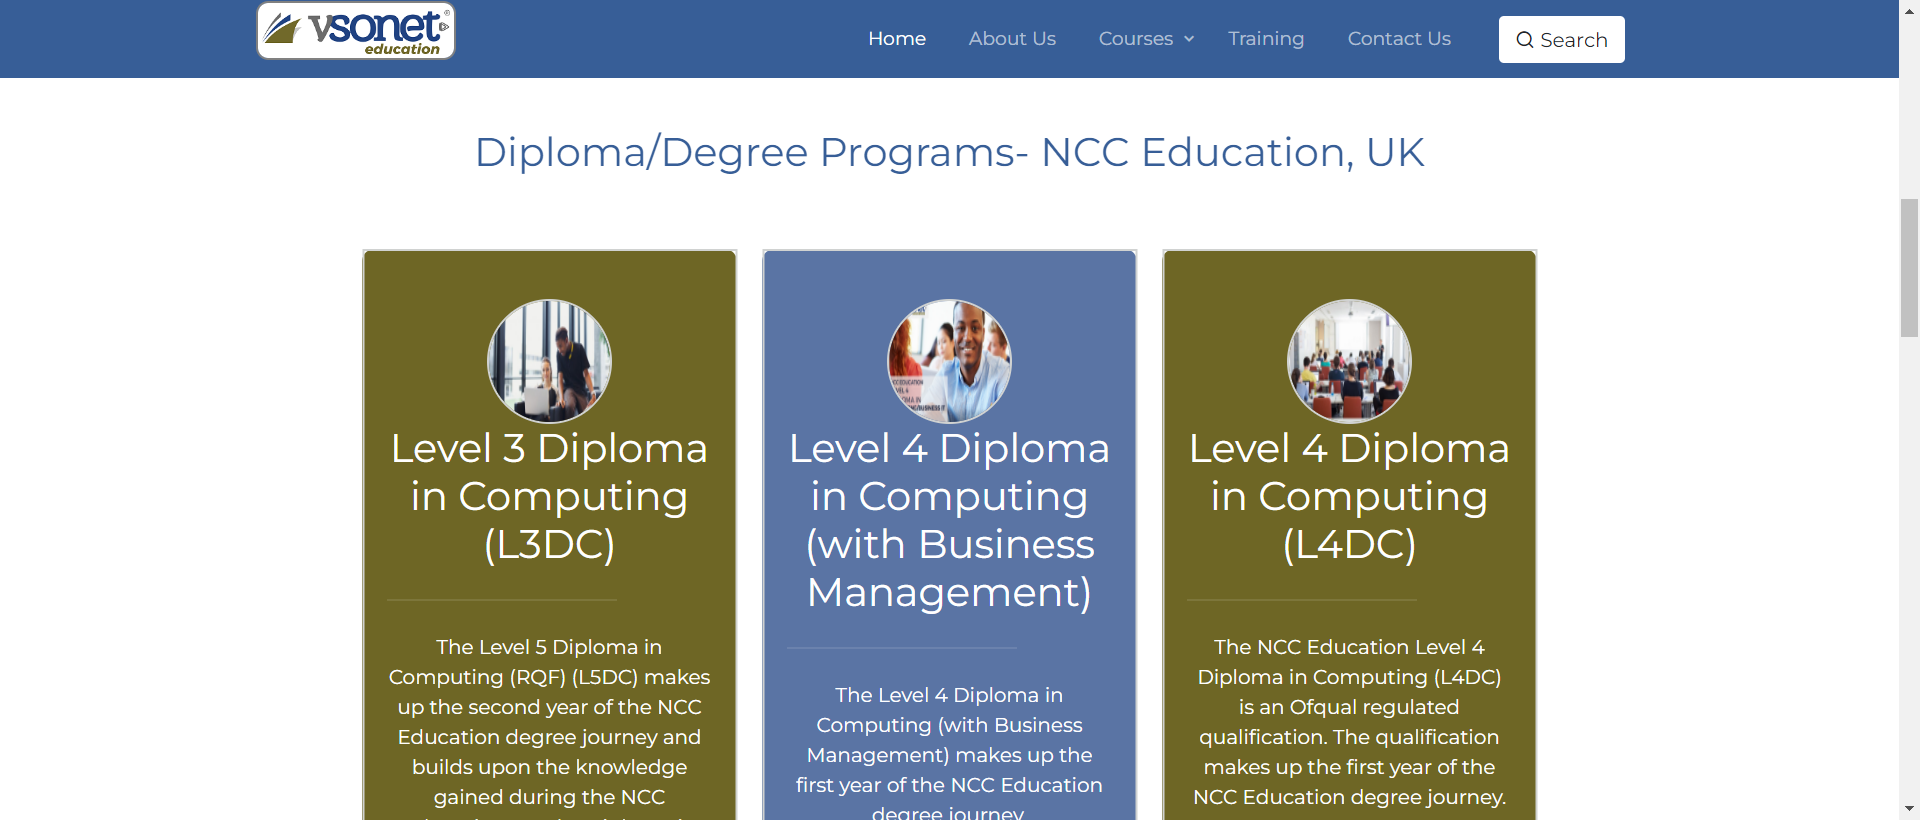 vsonet
education
Home
About Us
Courses
Training
Contact Us
Search
Diploma/Degree Programs- NCC Education, UK
Level 3 Diploma
in Computing
(L3DC)
The Level 5 Diploma in
Computing (RQF) (L5DC) makes
up the second year of the NCC
Education degree journey and
builds upon the knowledge
gained during the NCC
Level 4 Diploma
in Computing
(with Business
Management)
The Level 4 Diploma in
Computing (with Business
Management) makes up the
first year of the NCC Education
degree journey
Level 4 Diploma
in Computing
(L4DC)
The NCC Education Level 4
Diploma in Computing (L4DC)
is an Ofqual regulated
qualification. The qualification
makes up the first year of the
NCC Education degree journey.